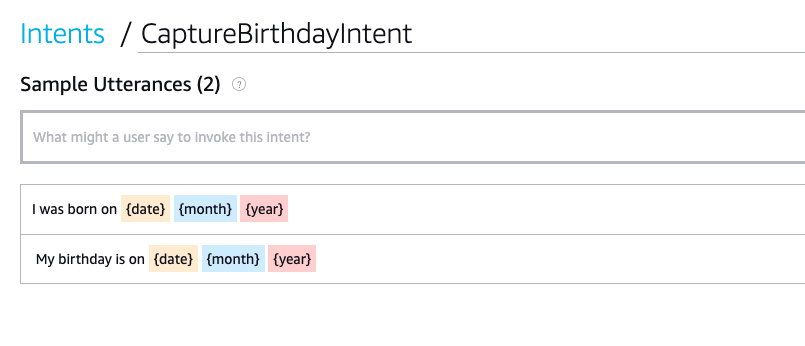 Intents / CaptureBirthdayIntent
Sample Utterances (2) ?
What might a user say to invoke this intent?
I was born on {date} {month} {year}
My birthday is on {date} {month} {year}